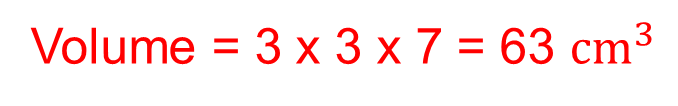 Volume = 3 x 3 x 7 = 63 cm³